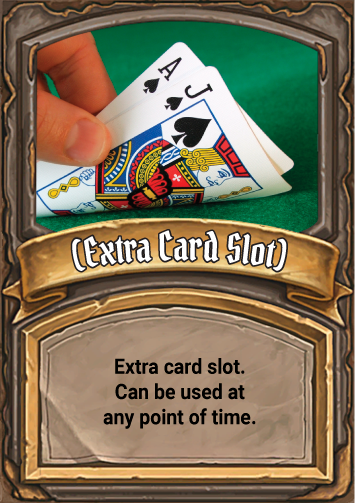 A
J
(Extra Card Slot)
Extra card slot.
Can be used at
any point of time.